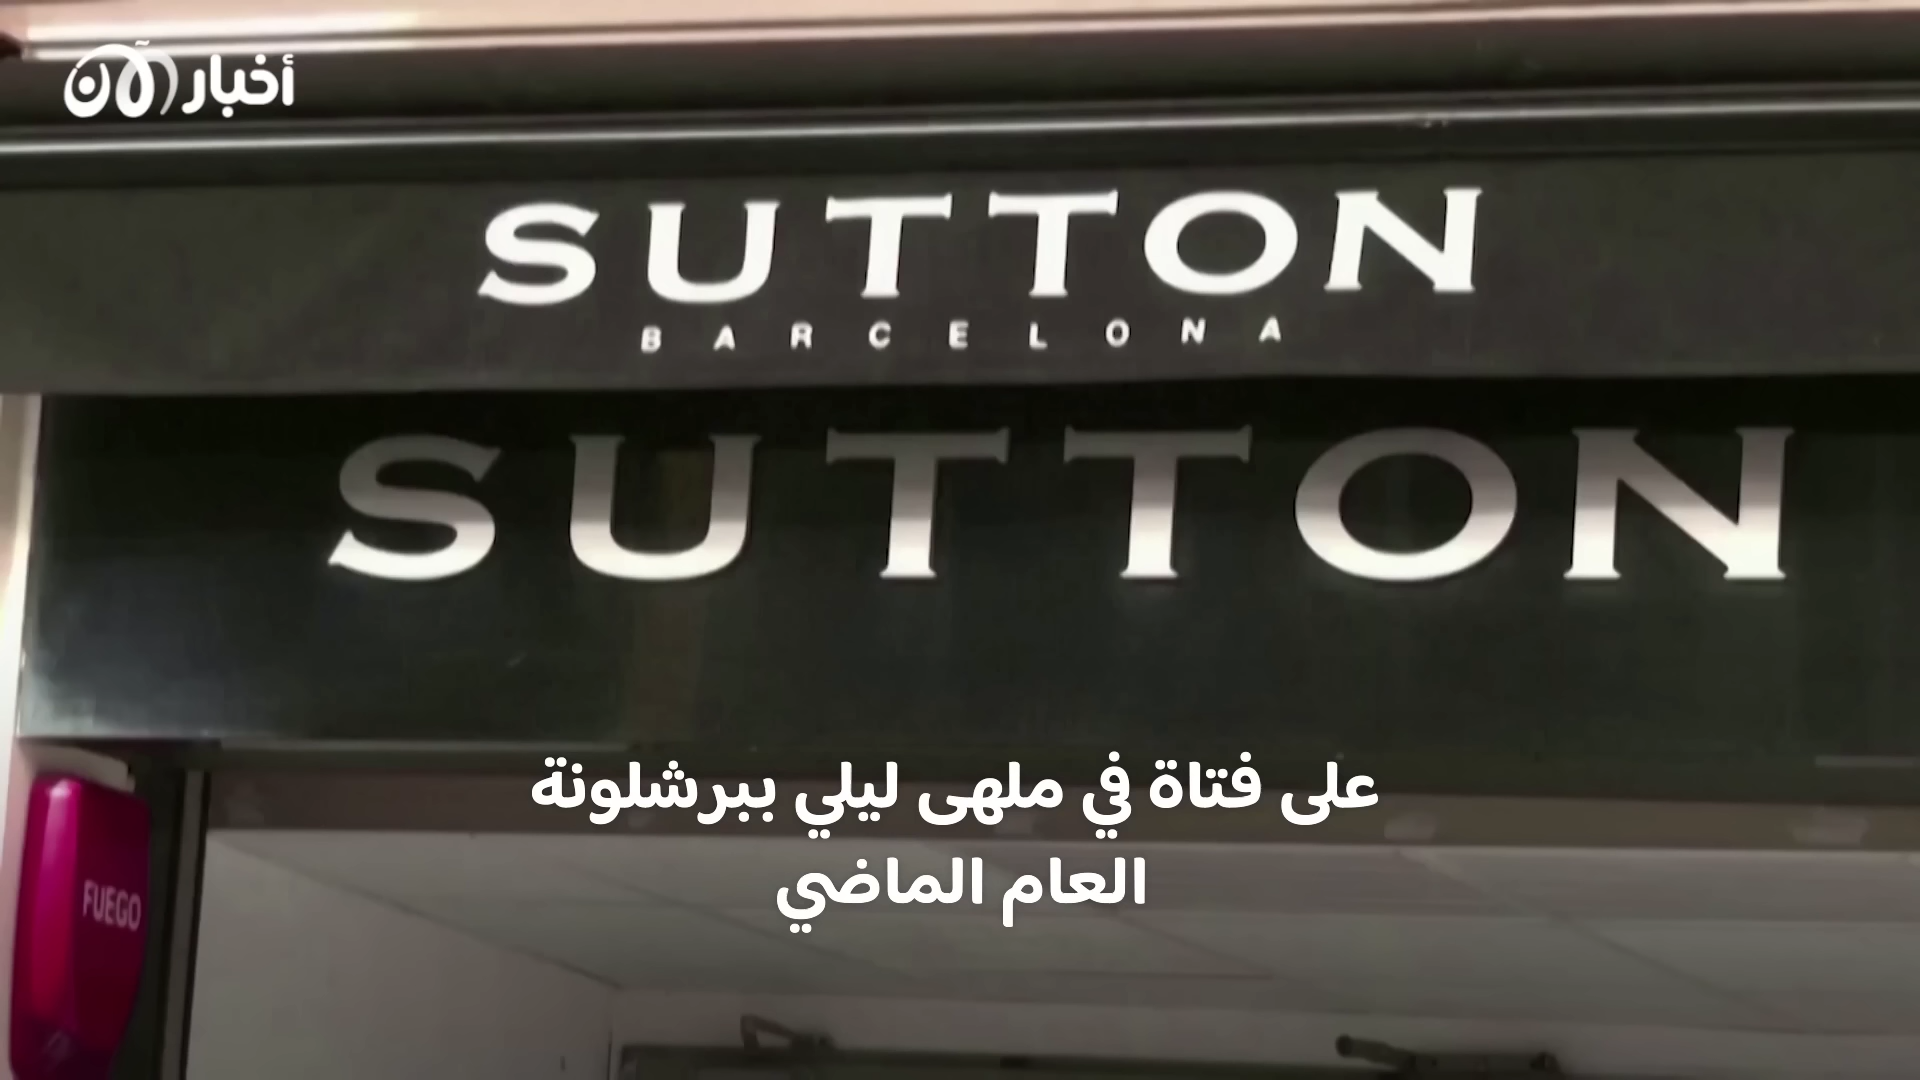 أخبار الآن
SUTTON
BARCELONA
SUTTON
على فتاة في ملهى ليلي ببرشلونة
العام الماضي
FUEGO